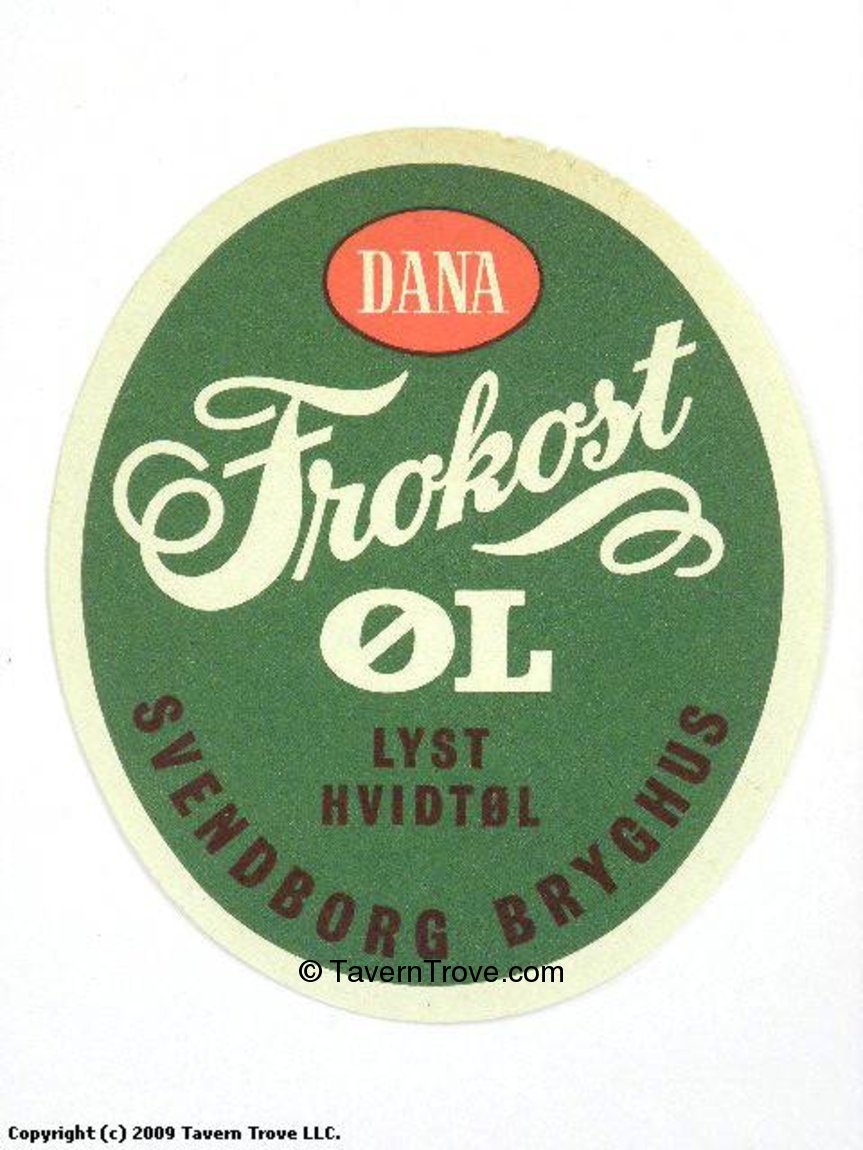 DANA
Frokost
ØL
LYST
HVIDTØL
SVENDBORG BRYGHUS
© TavernTrove.com
Copyright (c) 2009 Tavern Trove LLC.